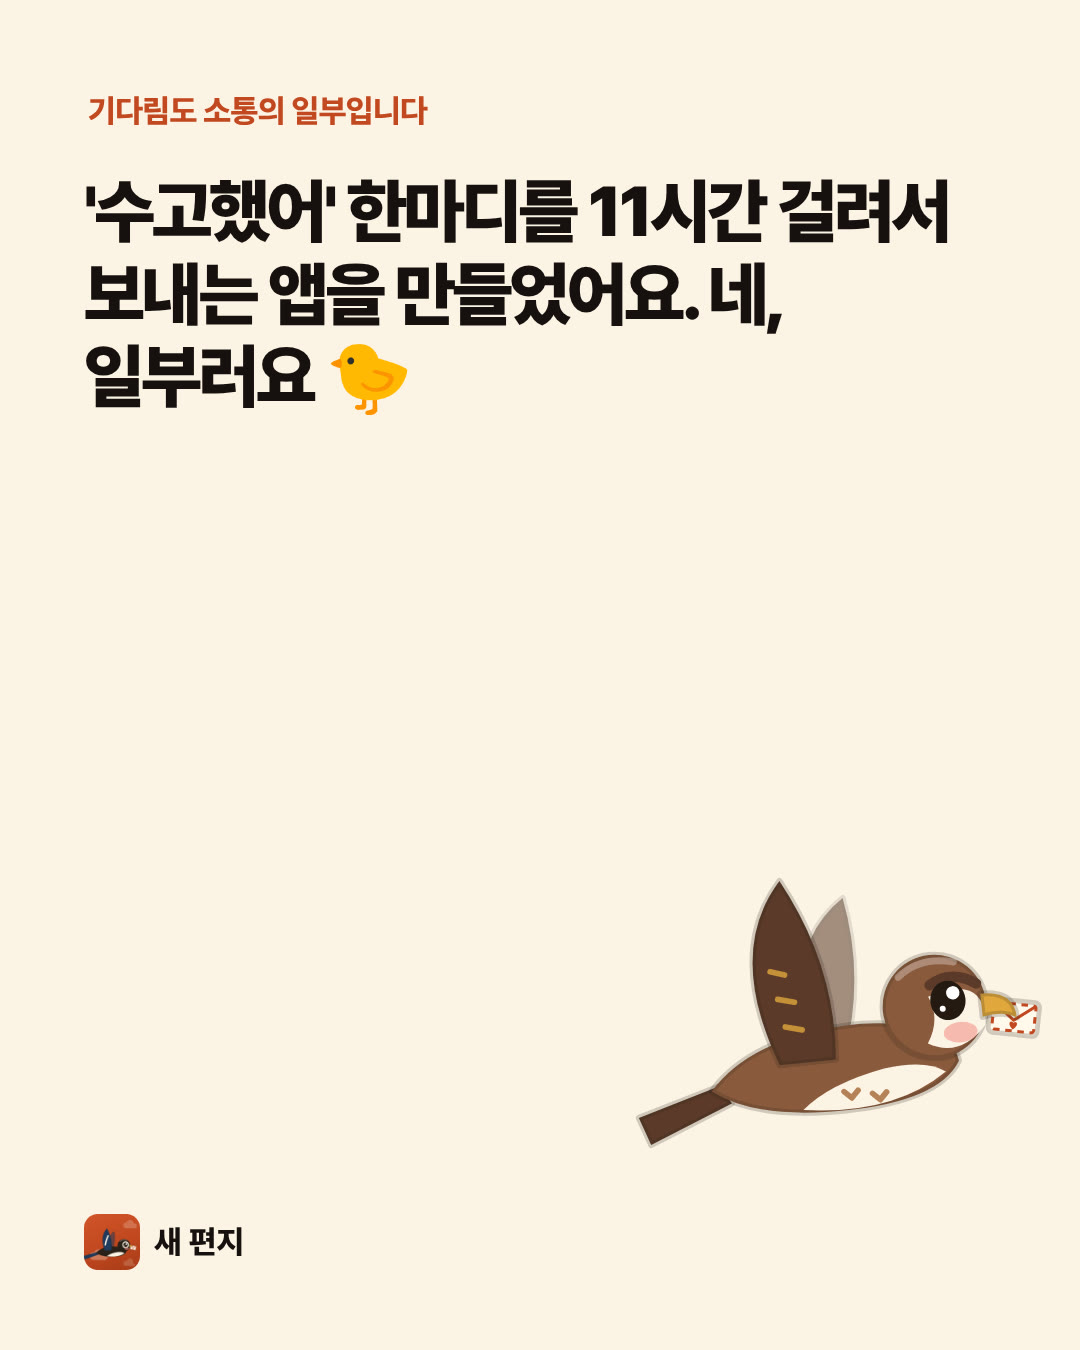 기다림도 소통의 일부입니다
'수고했어' 한마디를 11시간 걸려서
보내는 앱을 만들었어요. 네,
일부러요 🐤
새 편지